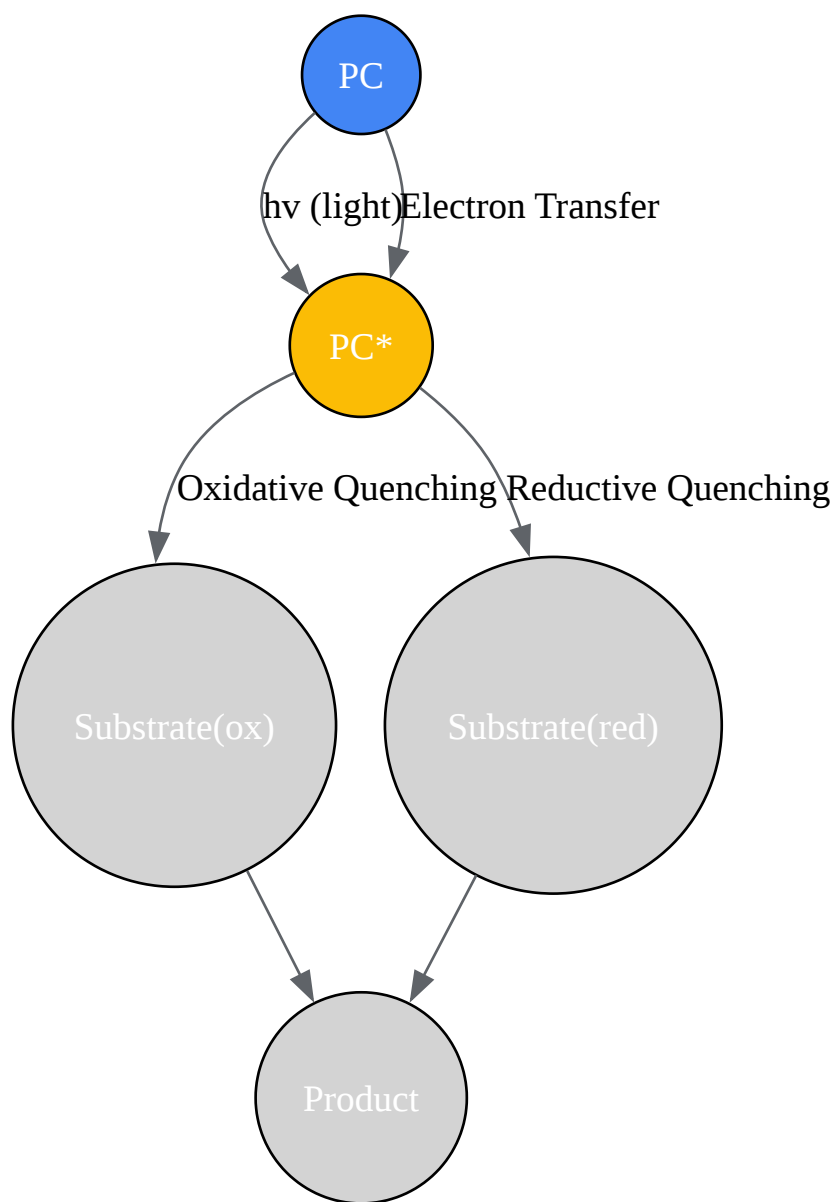 PC
hv (light)
Electron Transfer
PC*
Oxidative Quenching
Reductive Quenching
Substrate(ox)
Substrate(red)
Product